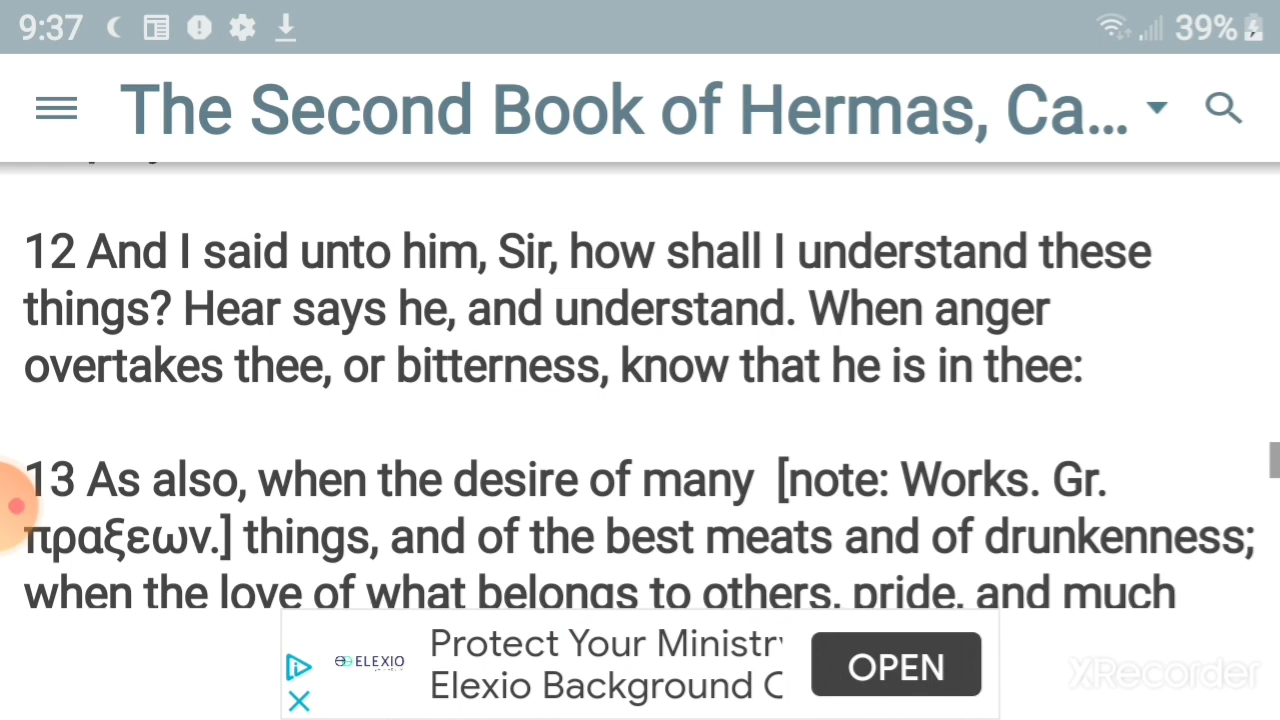 9:37
39%
The Second Book of Hermas, Ca...
12 And I said unto him, Sir, how shall I understand these
things? Hear says he, and understand. When anger
overtakes thee, or bitterness, know that he is in thee:
13 As also, when the desire of many [note: Works. Gr.
πραξεων.] things, and of the best meats and of drunkenness;
when the love of what belongs to others, pride, and much
ELEXIO
Protect Your Ministry
Elexio Background C
OPEN
XRecorder